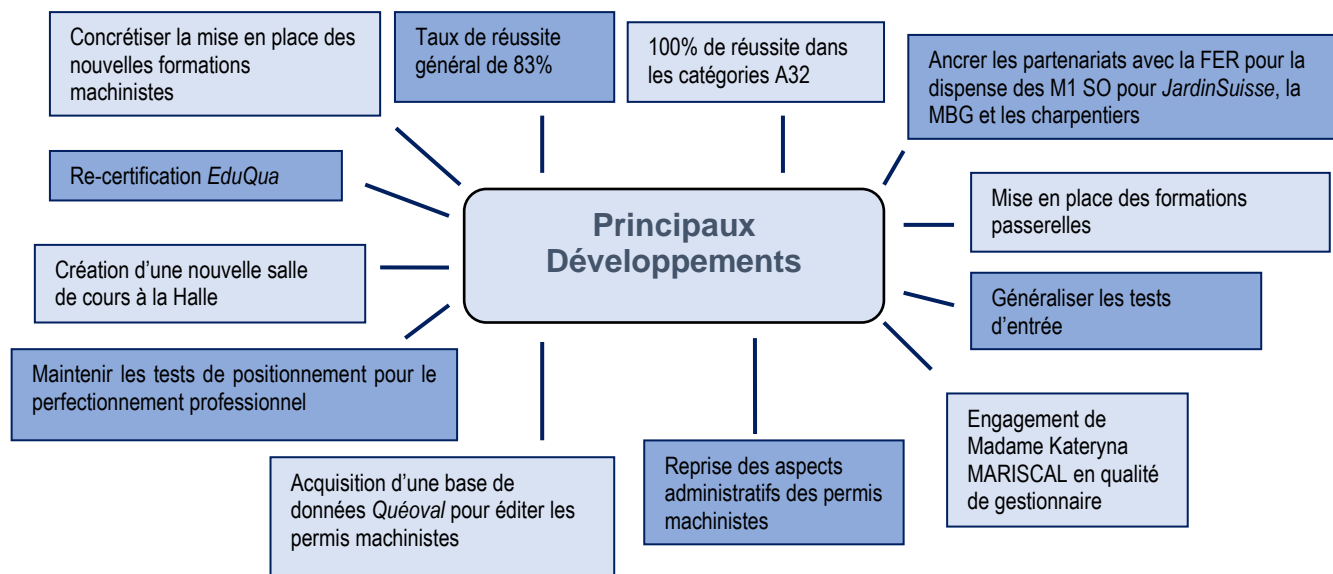 Concrétiser la mise en place des
nouvelles formations
machinistes
Taux de réussite
général de 83%
100% de réussite dans
les catégories A32
Ancrer les partenariats avec la FER pour la
dispense des M1 SO pour JardinSuisse, la
MBG et les charpentiers
Re-certification EduQua
Principaux
Développements
Mise en place des formations
passerelles
Création d’une nouvelle salle
de cours à la Halle
Généraliser les tests
d’entrée
Maintenir les tests de positionnement pour le
perfectionnement professionnel
Acquisition d’une base de
données Quéoval pour éditer les
permis machinistes
Reprise des aspects
administratifs des permis
machinistes
Engagement de
Madame Kateryna
MARISCAL en qualité
de gestionnaire